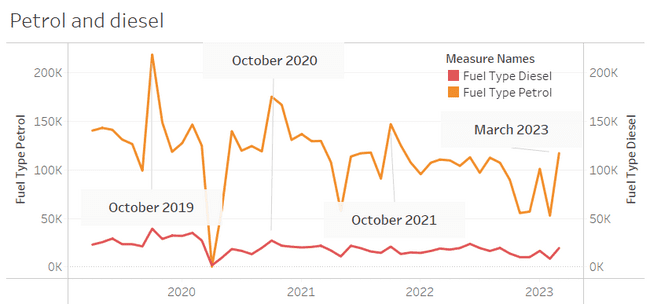 Petrol and diesel
October 2020
Measure Names
Fuel Type Diesel
Fuel Type Petrol
200K
200K
150K
150K
March 2023
Fuel Type Petrol
Fuel Type Diesel
100K
100K
October 2019
October 2021
50K
50K
0K
0K
2020
2021
2022
2023